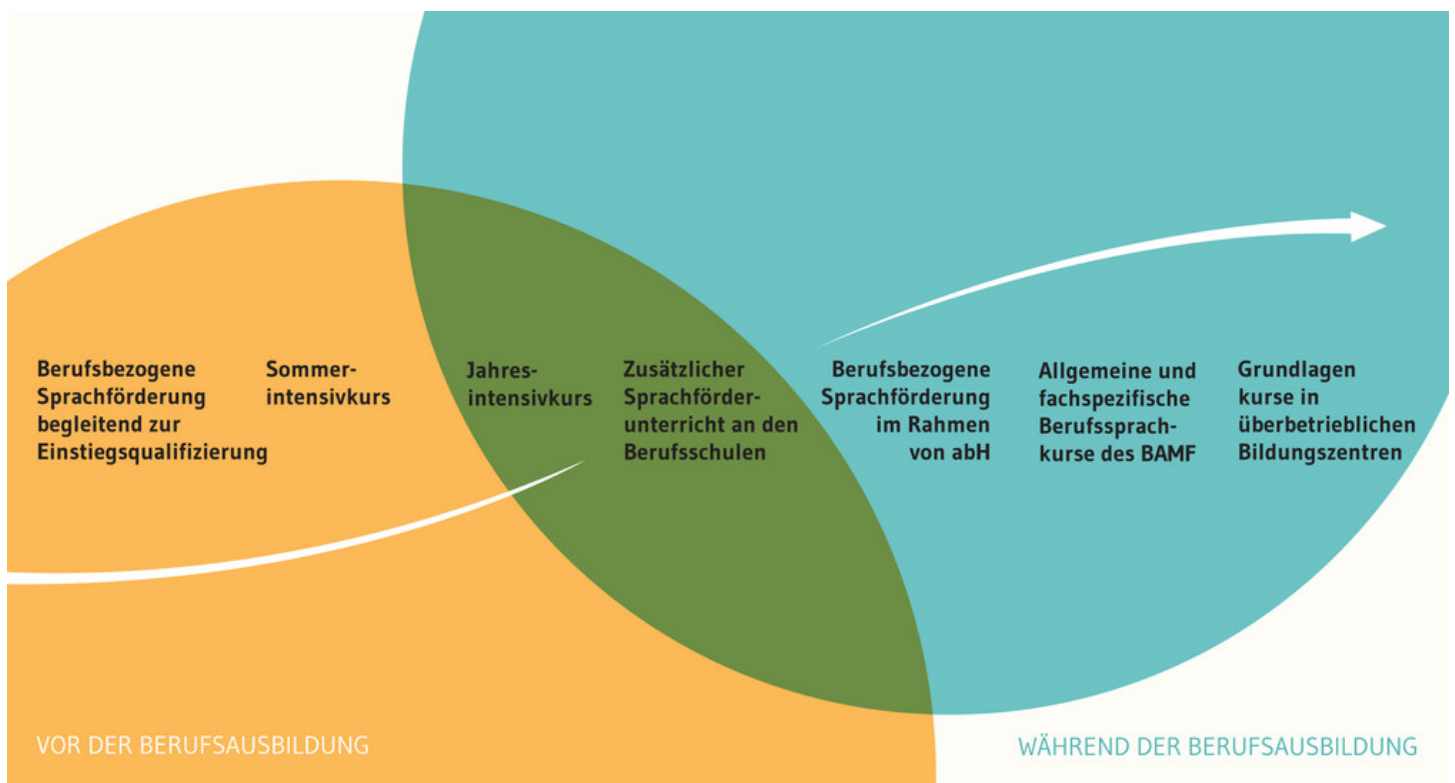 Berufsbezogene
Sprachförderung
begleitend zur
Einstiegsqualifizierung
Sommer-
intensivkurs
Jahres-
intensivkurs
Zusätzlicher
Sprachförder-
unterricht an den
Berufsschulen
Berufsbezogene
Sprachförderung
im Rahmen
von abH
Allgemeine und
fachspezifische
Berufssprach-
kurse des BAMF
Grundlagen
kurse in
überbetrieblichen
Bildungszentren
VOR DER BERUFSAUSBILDUNG
WÄHREND DER BERUFSAUSBILDUNG